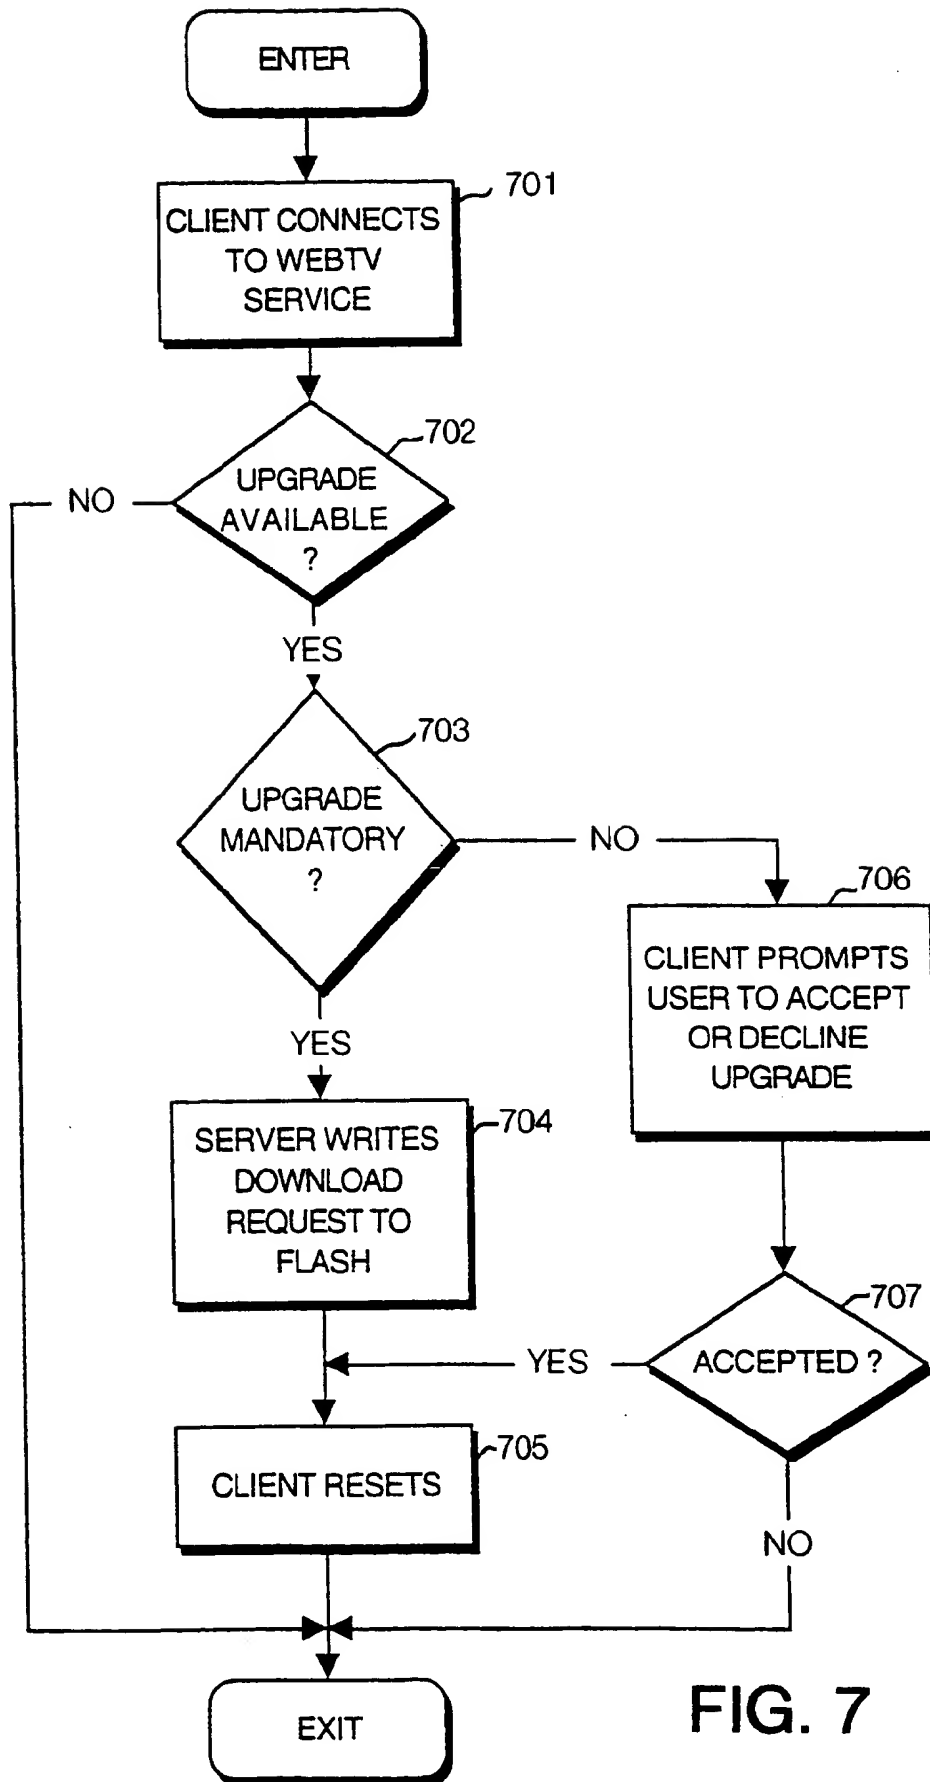 ENTER
701
CLIENT CONNECTS
TO WEBTV
SERVICE
702
UPGRADE
AVAILABLE
?
NO
YES
703
UPGRADE
MANDATORY
?
NO
706
CLIENT PROMPTS
USER TO ACCEPT
OR DECLINE
UPGRADE
YES
704
SERVER WRITES
DOWNLOAD
REQUEST TO
FLASH
707
ACCEPTED ?
YES
705
CLIENT RESETS
NO
EXIT
FIG. 7